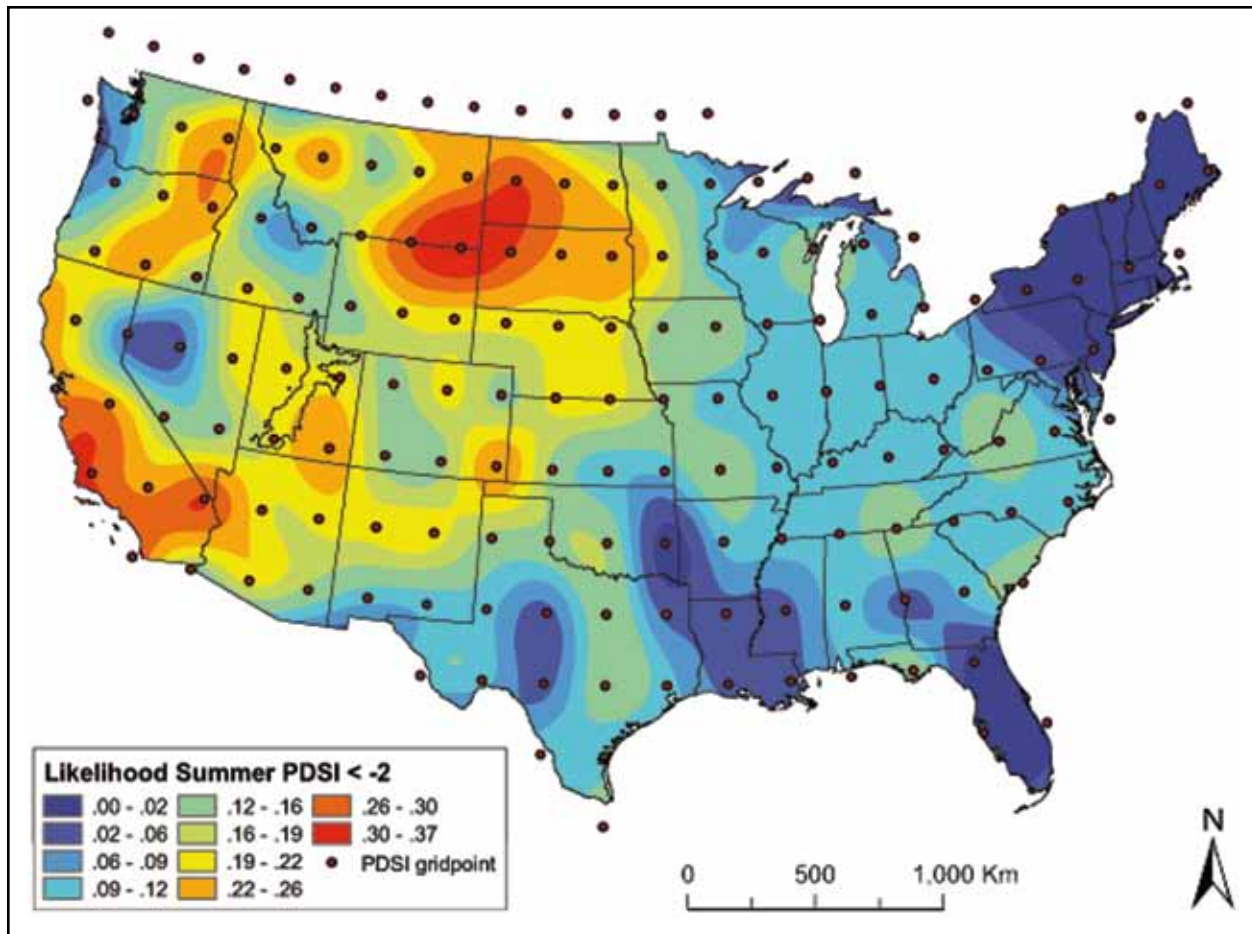 Likelihood Summer PDSI < -2
.00 - .02 .12 - .16 .26 - .30
.02 - .06 .16 - .19 .30 - .37
.06 - .09 .19 - .22 PDSI gridpoint
.09 - .12 .22 - .26
0 500 1,000 Km
N